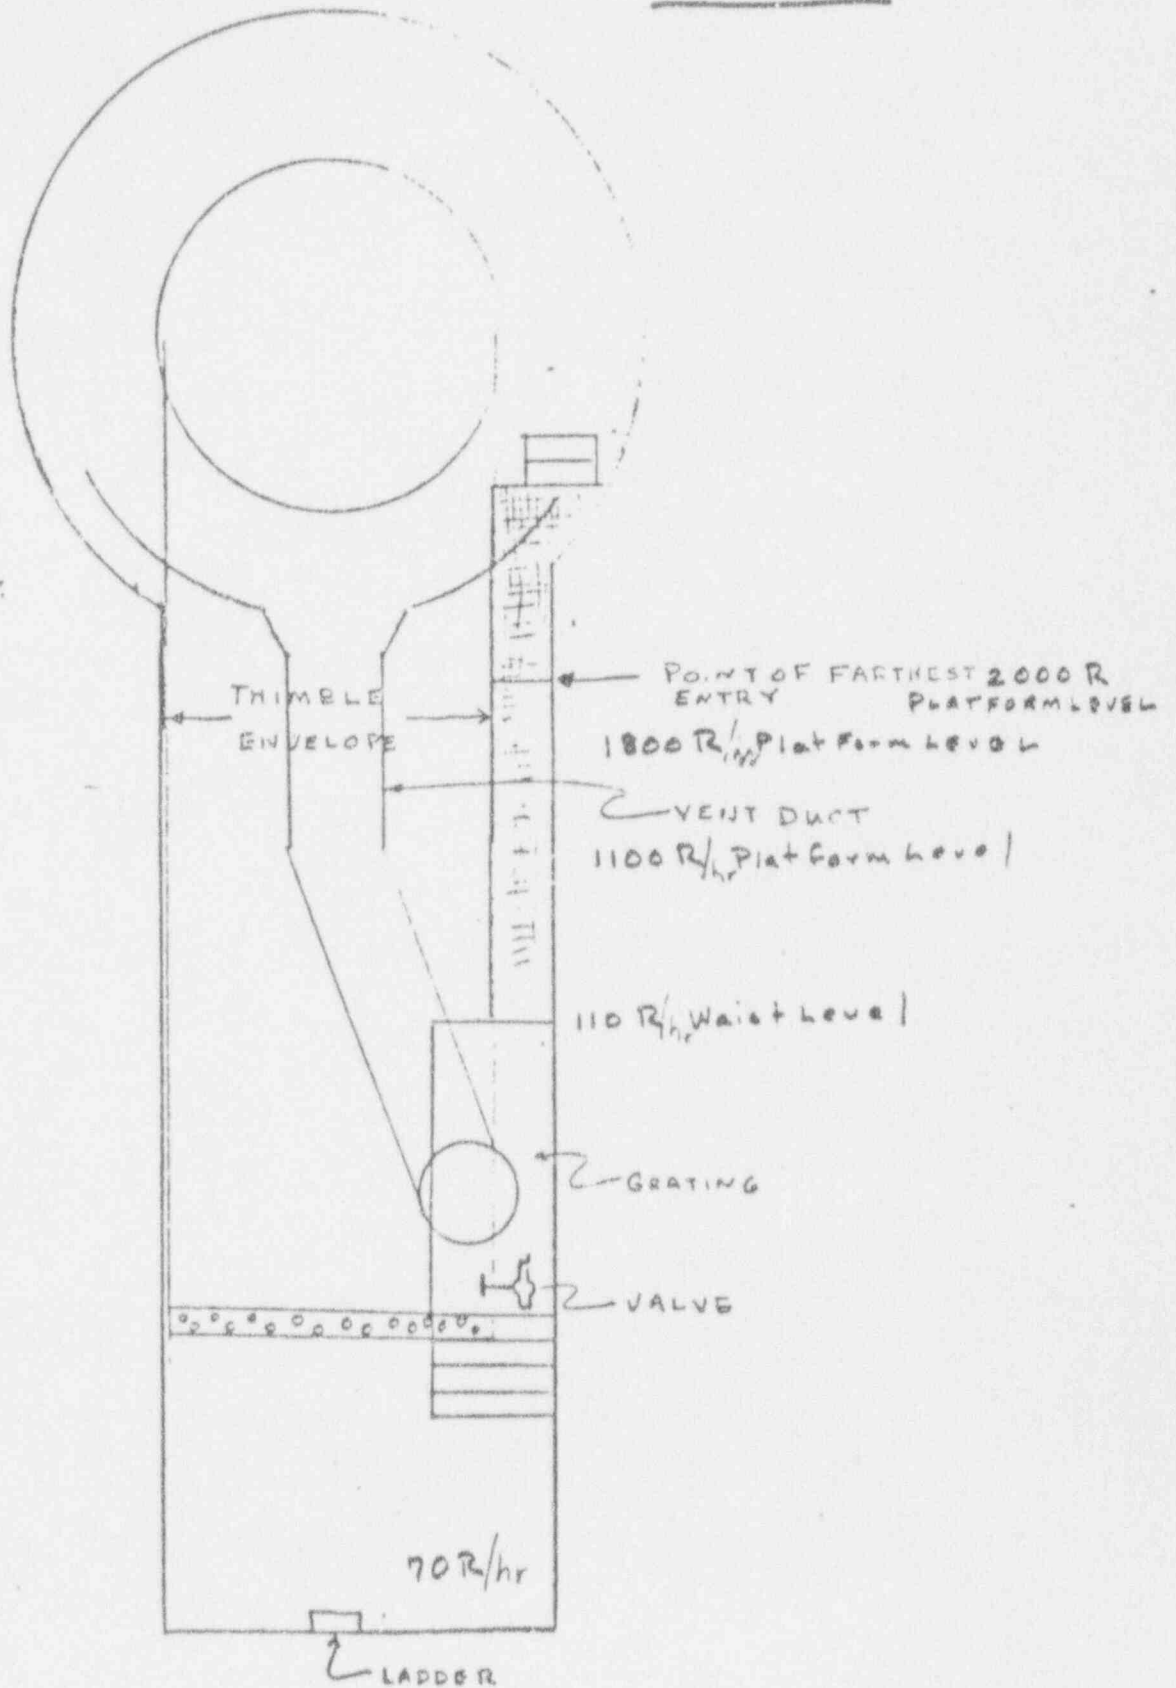 POINT OF FARTHEST 2000 R
ENTRY PLATFORM LEVEL
THIMBLE
ENVELOPE
1800 R/hr Platform Level
VENT DUCT
1100 R/hr Platform Level
110 R/hr Waist Level
GRATING
VALVE
70 R/hr
LADDER